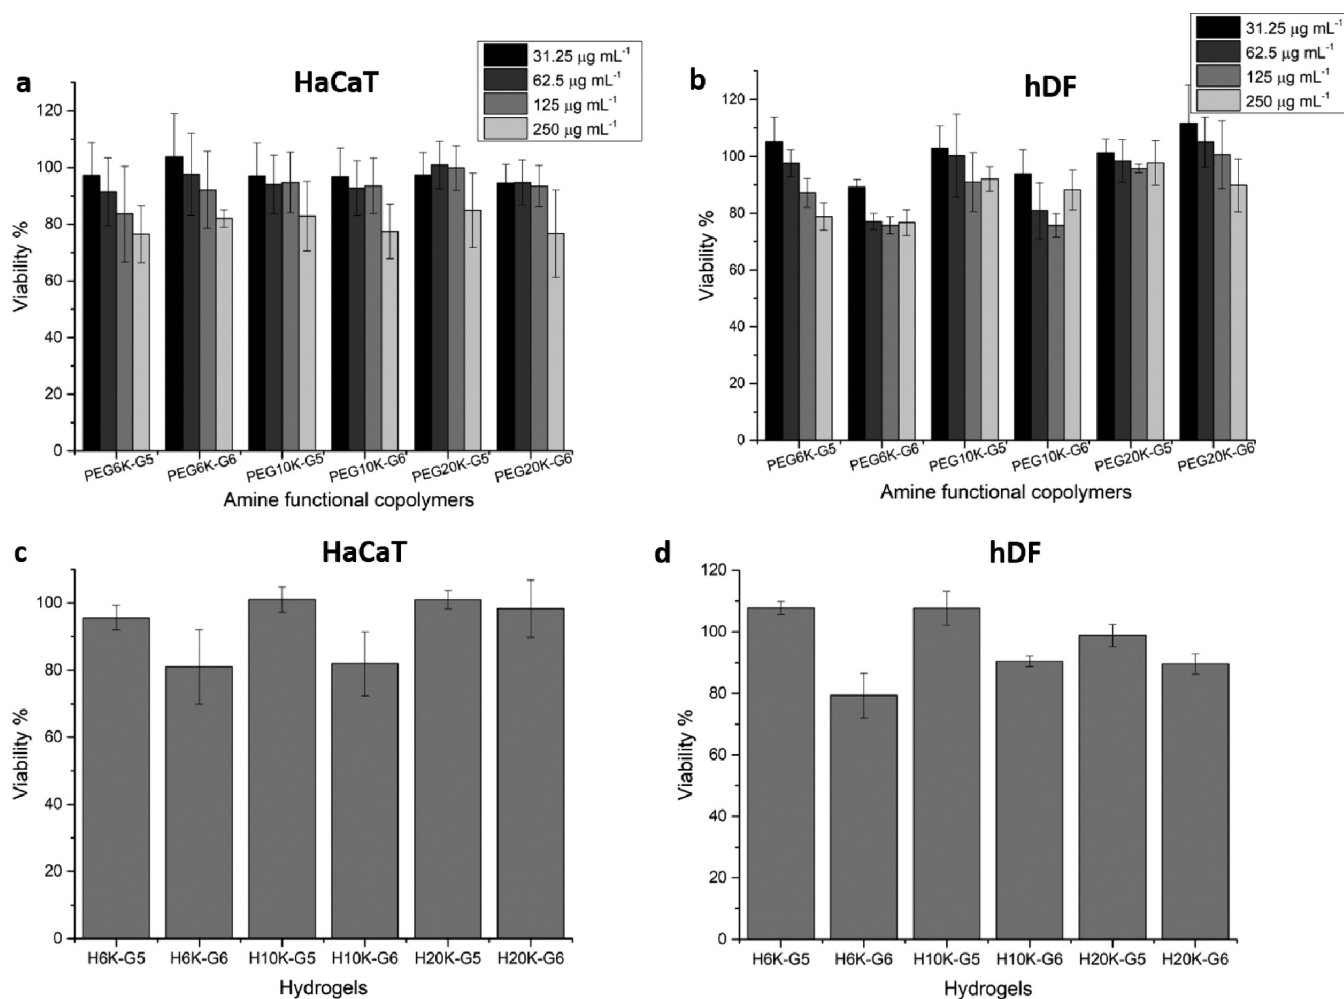 a
HaCaT
31.25 μg mL⁻¹
62.5 μg mL⁻¹
125 μg mL⁻¹
250 μg mL⁻¹
Viability %
120
100
80
60
40
20
0
PEG6K-G5
PEG6K-G6
PEG10K-G5
PEG10K-G6
PEG20K-G5
PEG20K-G6
Amine functional copolymers
b
hDF
31.25 μg mL⁻¹
62.5 μg mL⁻¹
125 μg mL⁻¹
250 μg mL⁻¹
Viability %
120
100
80
60
40
20
0
PEG6K-G5
PEG6K-G6
PEG10K-G5
PEG10K-G6
PEG20K-G5
PEG20K-G6
Amine functional copolymers
c
HaCaT
Viability %
100
80
60
40
20
0
H6K-G5
H6K-G6
H10K-G5
H10K-G6
H20K-G5
H20K-G6
Hydrogels
d
hDF
Viability %
120
100
80
60
40
20
0
H6K-G5
H6K-G6
H10K-G5
H10K-G6
H20K-G5
H20K-G6
Hydrogels